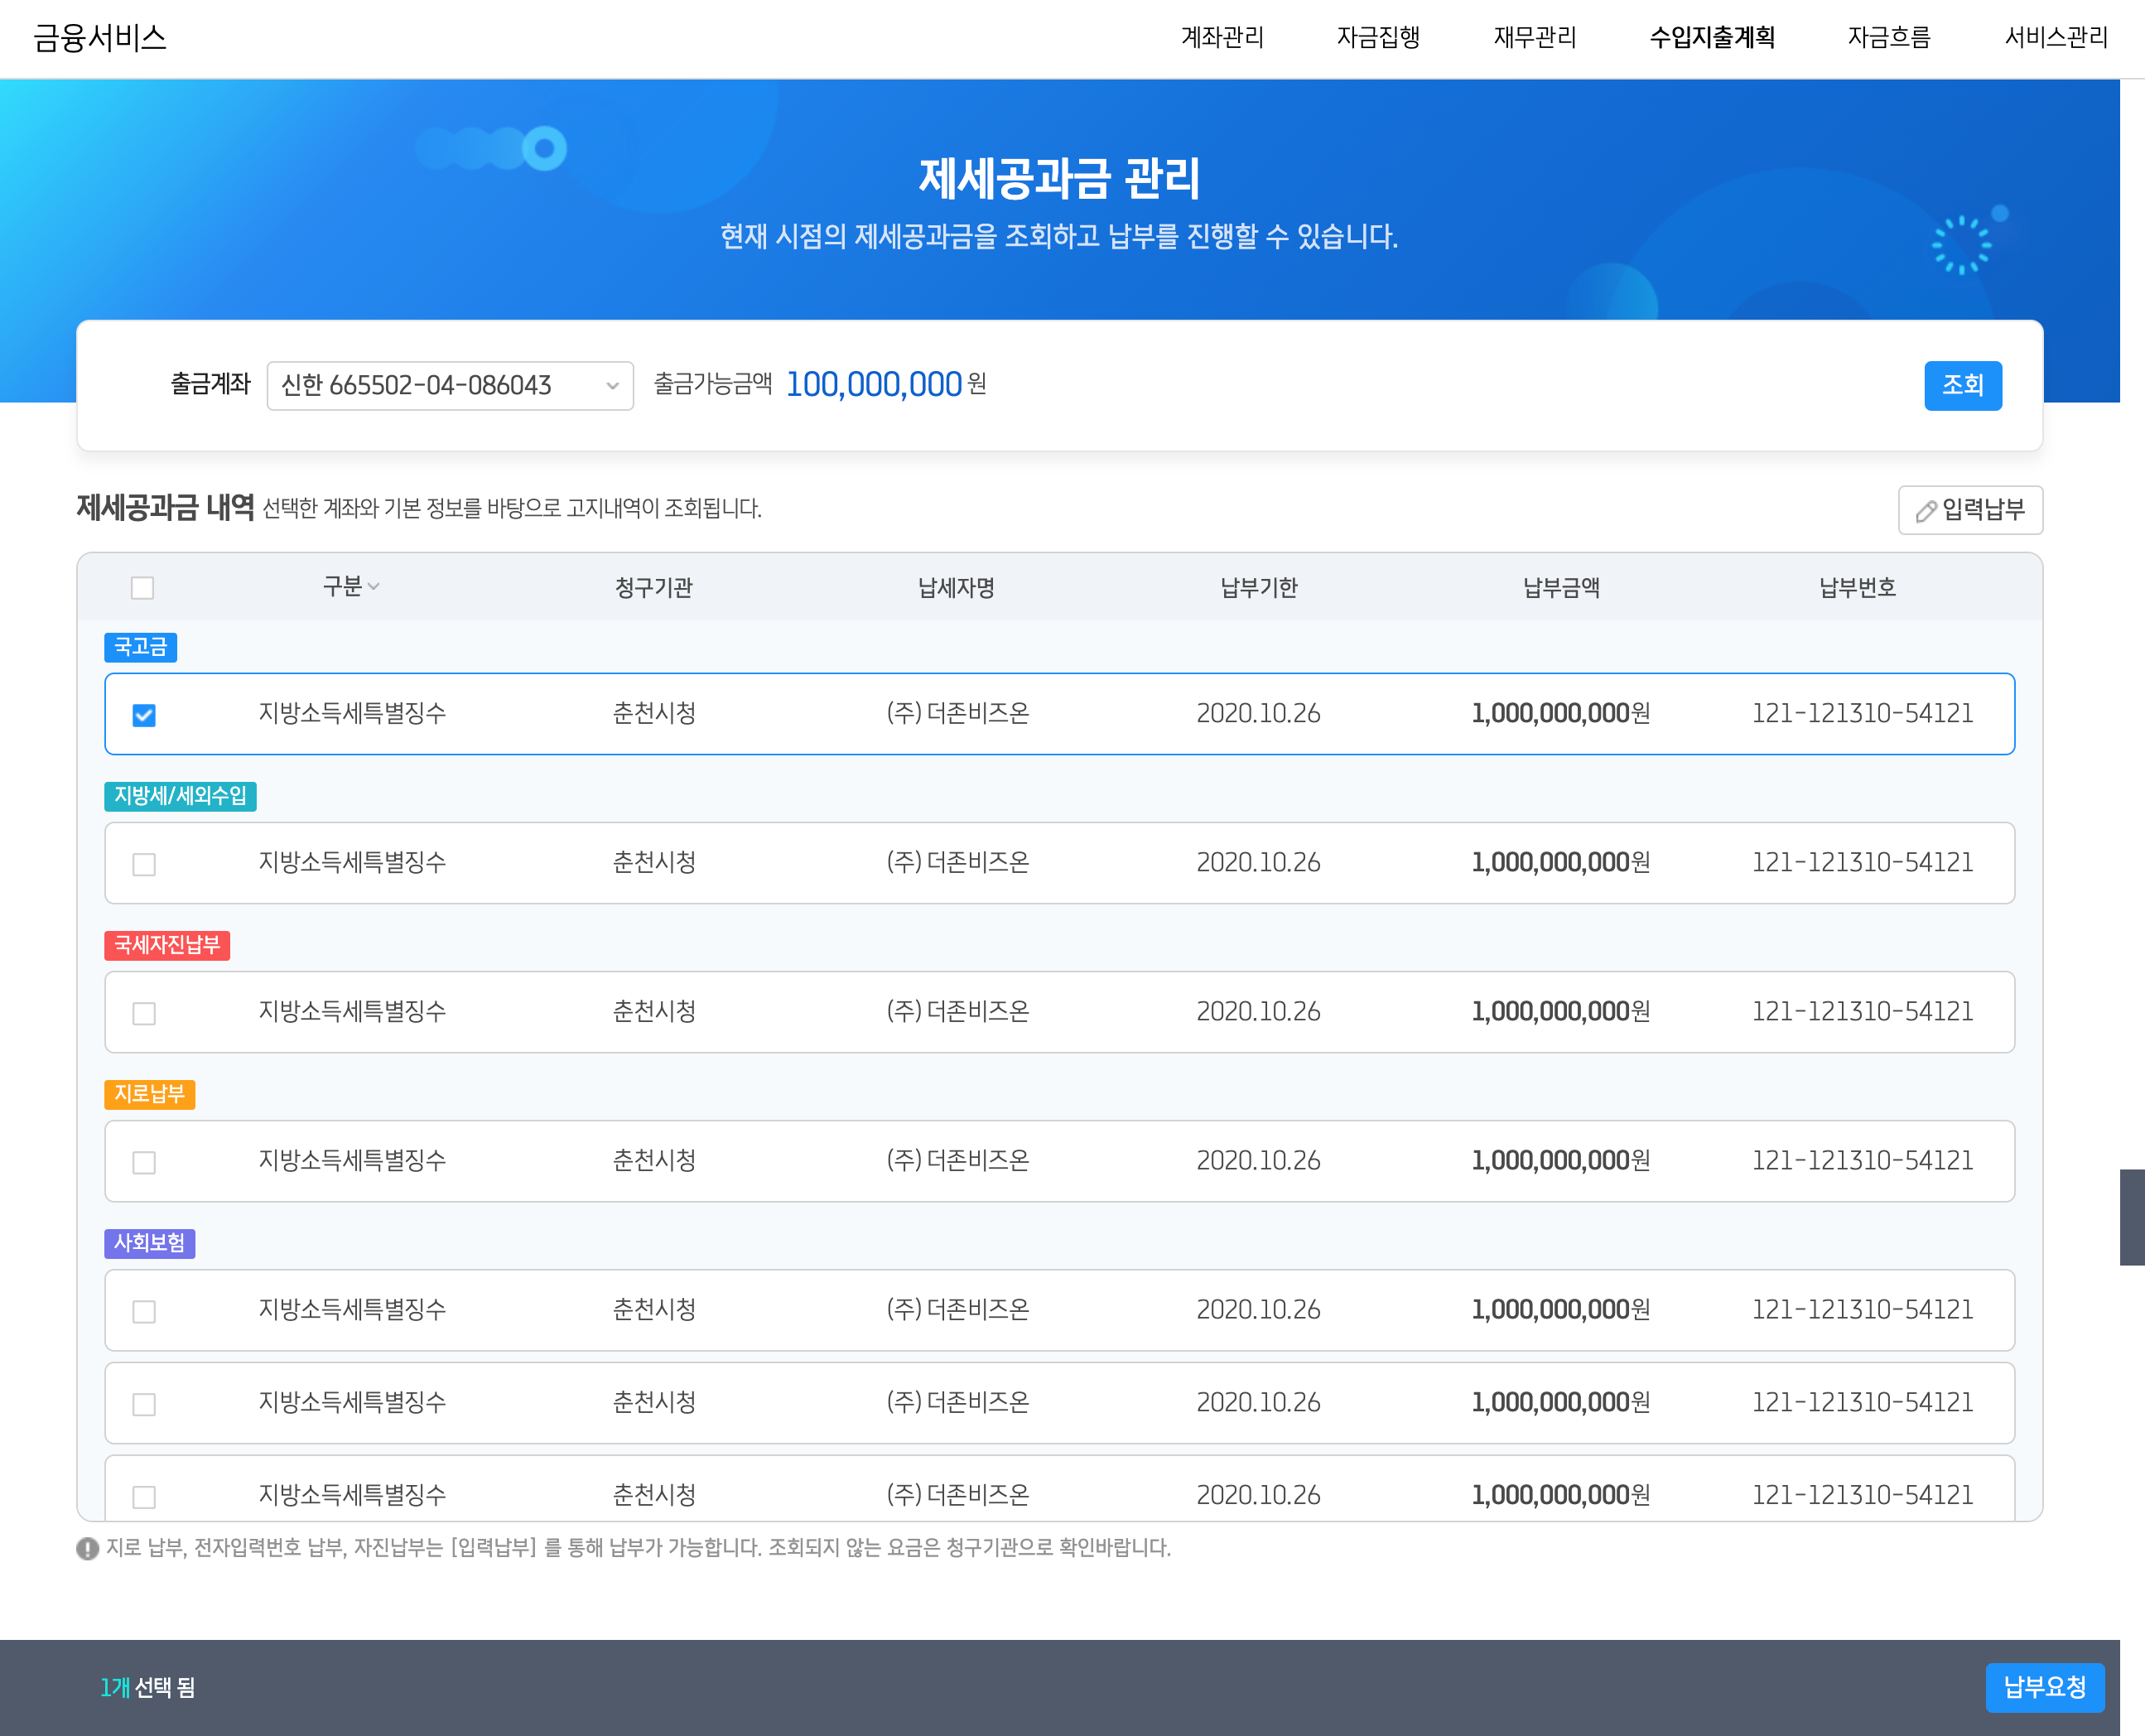 금융서비스 계좌관리 자금집행 재무관리 수입지출계획 자금흐름 서비스관리
제세공과금 관리
현재 시점의 제세공과금을 조회하고 납부를 진행할 수 있습니다.
출금계좌 신한 665502-04-086043 출금가능금액 100,000,000 원 조회
제세공과금 내역 선택한 계좌와 기본 정보를 바탕으로 고지내역이 조회됩니다. 입력납부
구분 청구기관 납세자명 납부기한 납부금액 납부번호
국고금
지방소득세특별징수 춘천시청 (주) 더존비즈온 2020.10.26 1,000,000,000원 121-121310-54121
지방세/세외수입
지방소득세특별징수 춘천시청 (주) 더존비즈온 2020.10.26 1,000,000,000원 121-121310-54121
국세자진납부
지방소득세특별징수 춘천시청 (주) 더존비즈온 2020.10.26 1,000,000,000원 121-121310-54121
지로납부
지방소득세특별징수 춘천시청 (주) 더존비즈온 2020.10.26 1,000,000,000원 121-121310-54121
사회보험
지방소득세특별징수 춘천시청 (주) 더존비즈온 2020.10.26 1,000,000,000원 121-121310-54121
지방소득세특별징수 춘천시청 (주) 더존비즈온 2020.10.26 1,000,000,000원 121-121310-54121
지방소득세특별징수 춘천시청 (주) 더존비즈온 2020.10.26 1,000,000,000원 121-121310-54121
지로 납부, 전자입력번호 납부, 자진납부는 [입력납부] 를 통해 납부가 가능합니다. 조회되지 않는 요금은 청구기관으로 확인바랍니다.
1개 선택 됨 납부요청